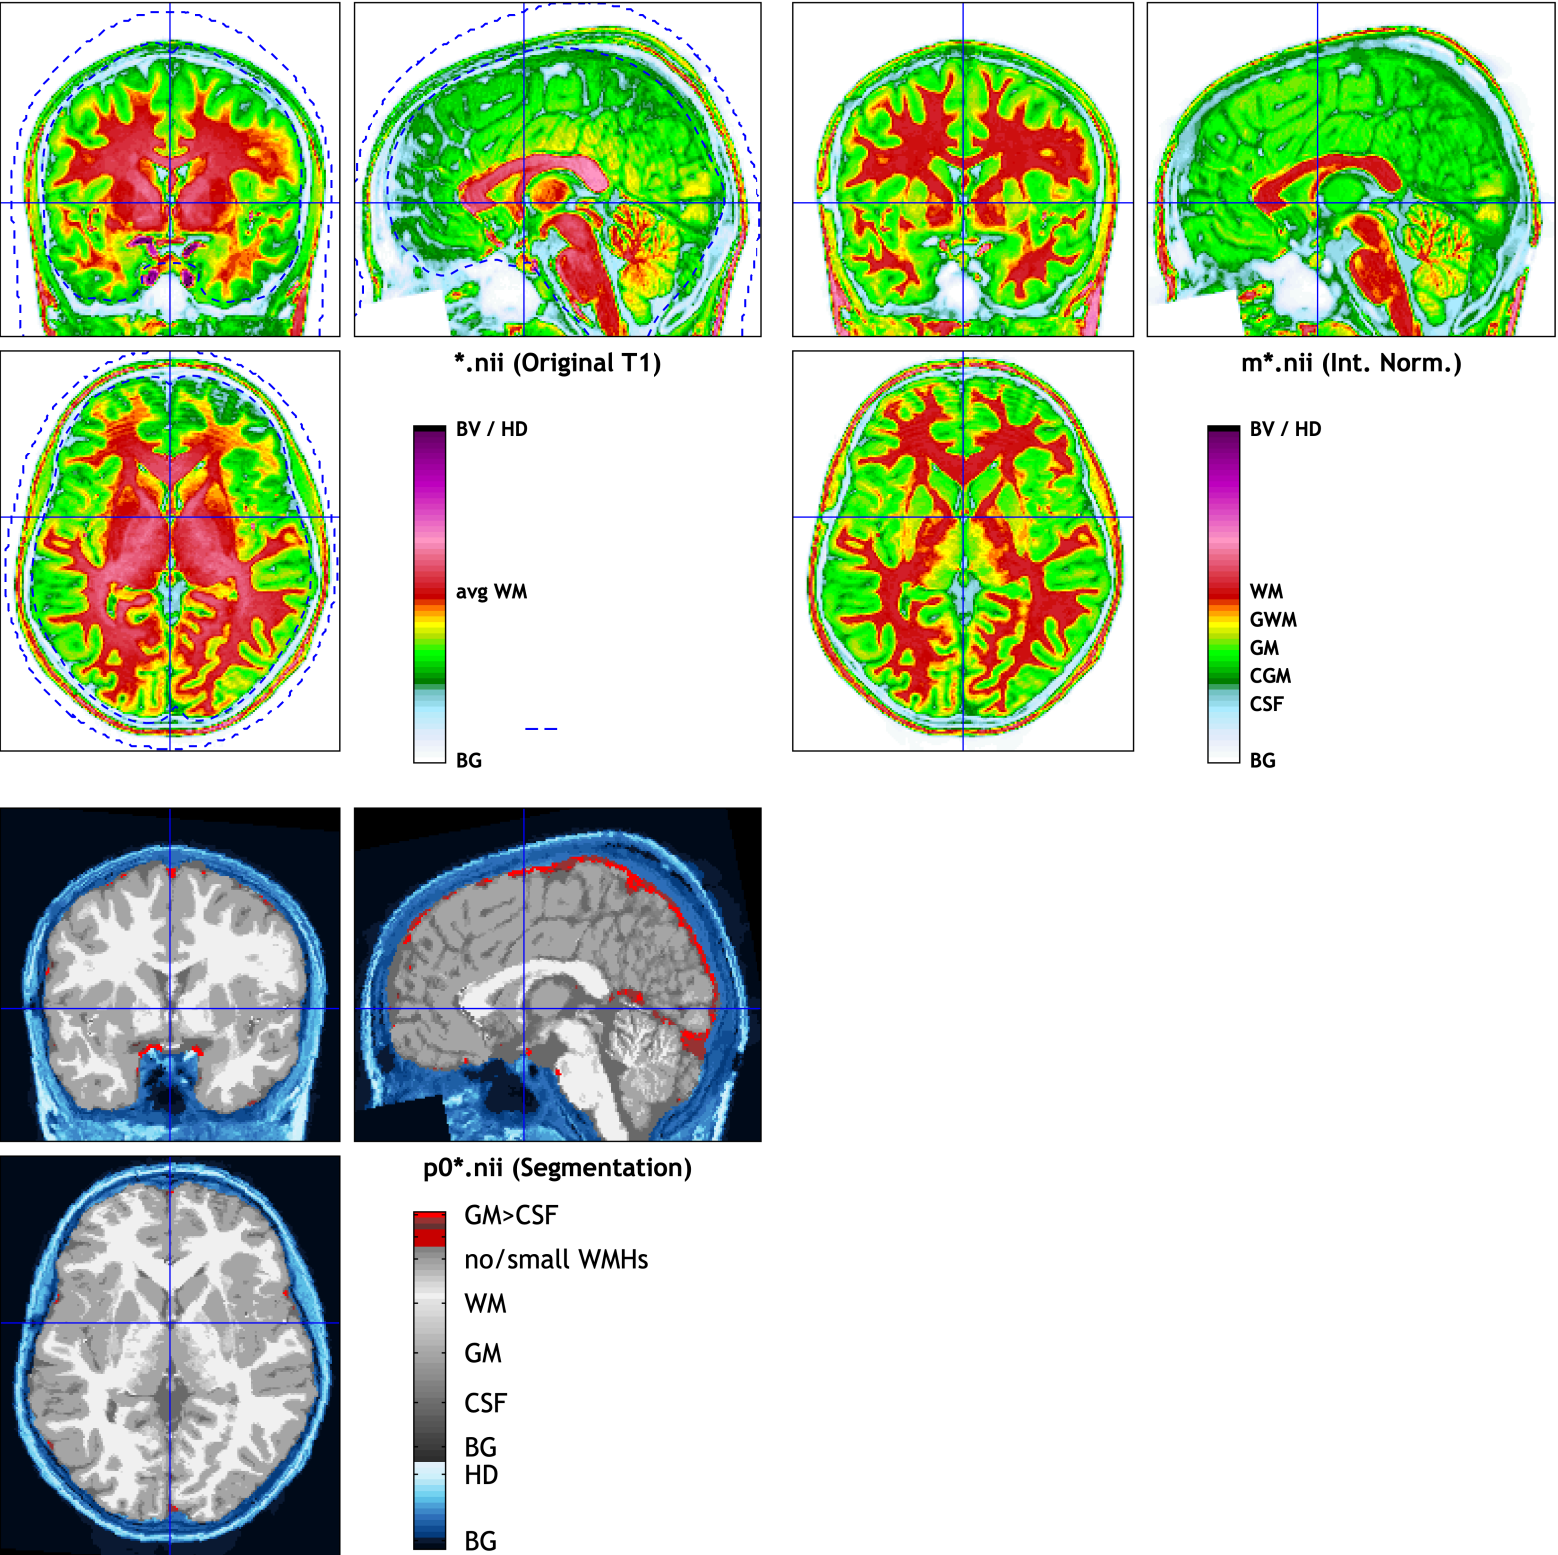 *.nii (Original T1)
BV / HD
avg WM
BG
m*.nii (Int. Norm.)
BV / HD
WM
GWM
GM
CGM
CSF
BG
p0*.nii (Segmentation)
GM>CSF
no/small WMHs
WM
GM
CSF
BG
HD
BG